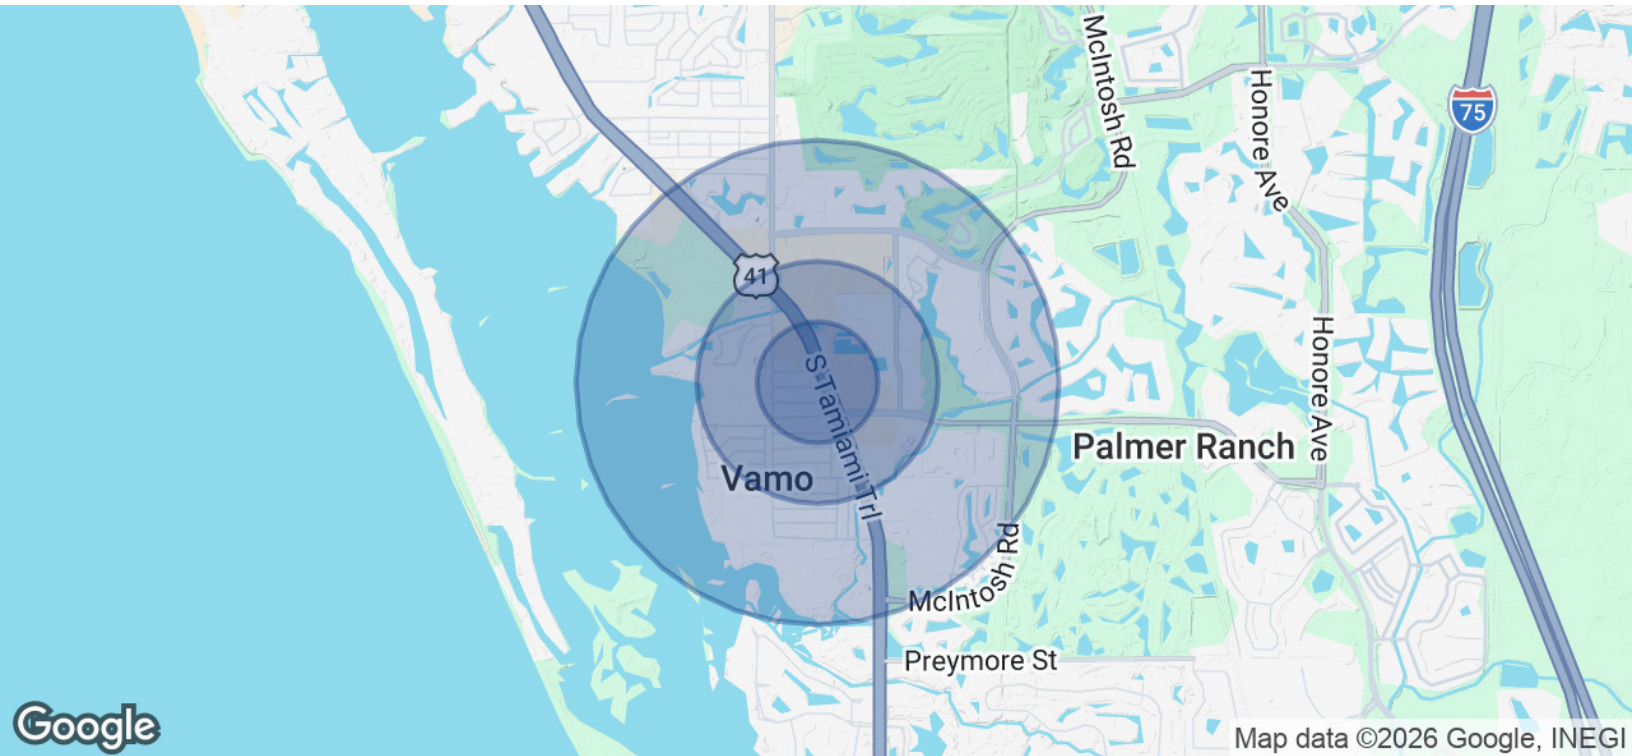 McIntosh Rd
Honore Ave
75
41
S Tamiami Trl
Honore Ave
Palmer Ranch
Vamo
McIntosh Rd
Preymore St
Google
Map data ©2026 Google, INEGI